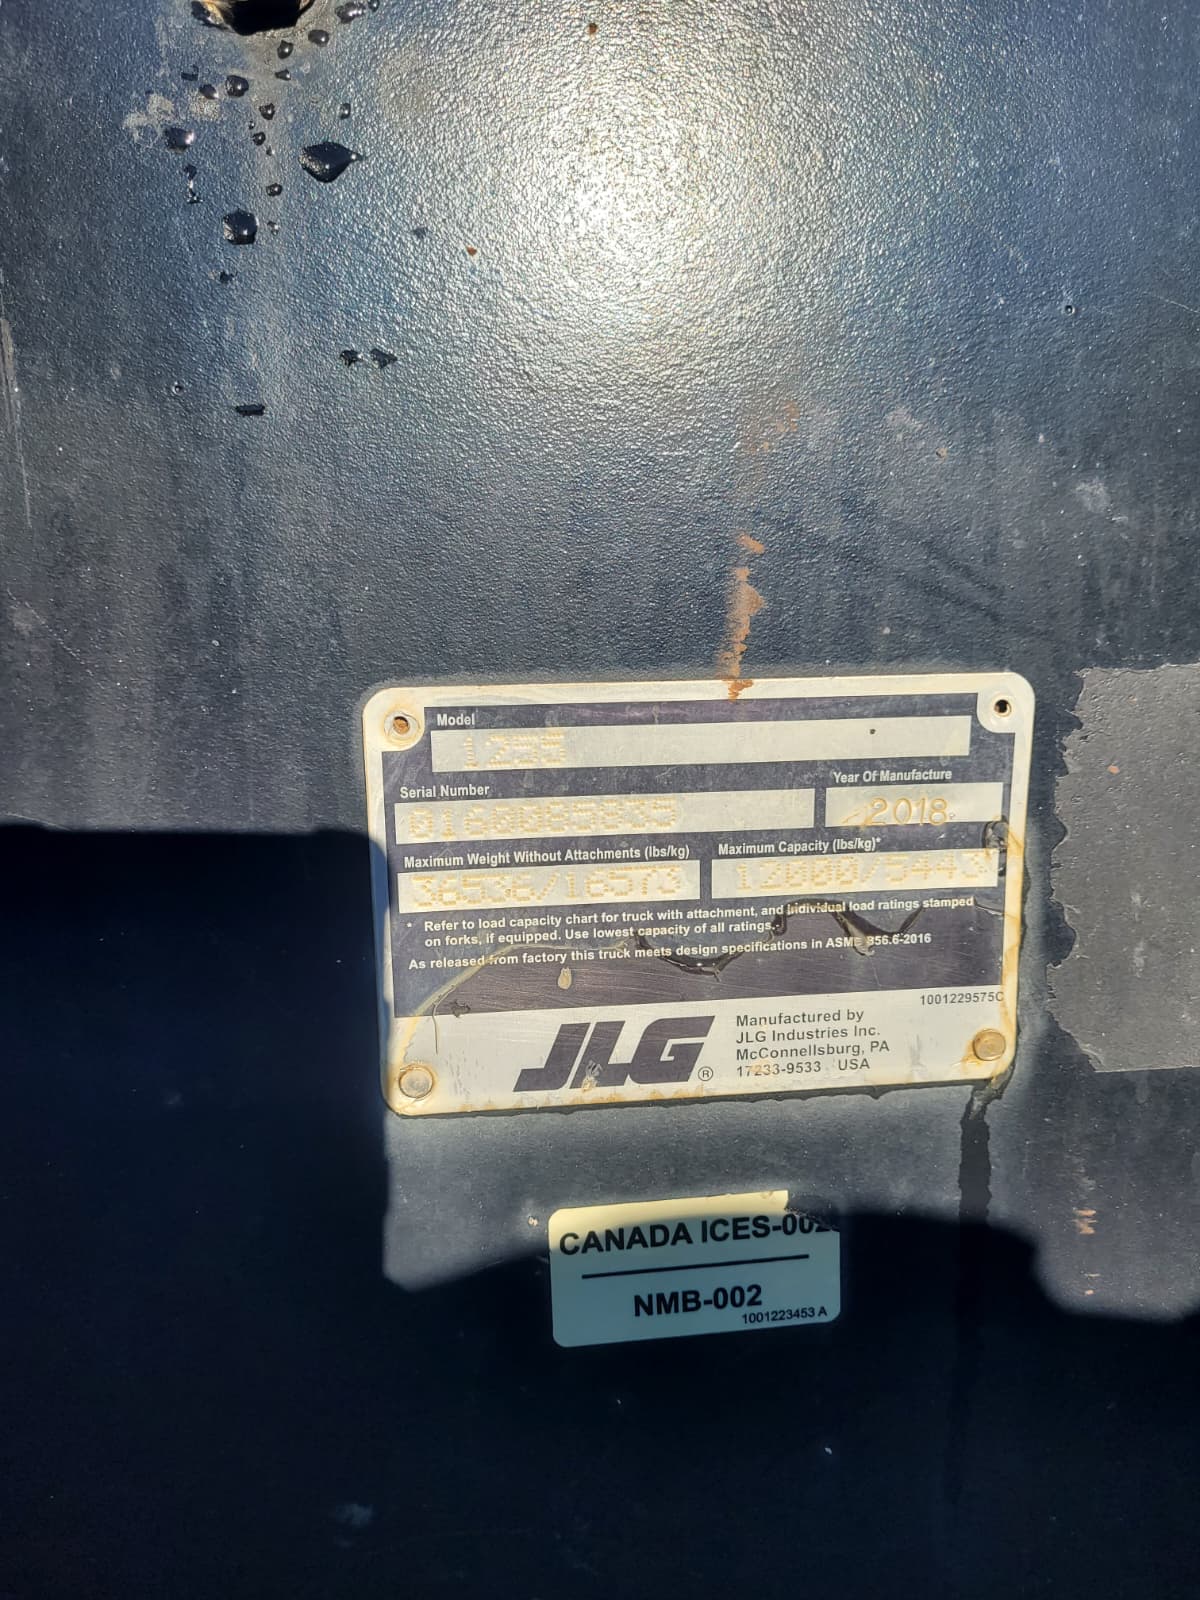 Model
1255
Serial Number
Year Of Manufacture
0160085835
2018
Maximum Weight Without Attachments (lbs/kg)
Maximum Capacity (lbs/kg)*
36536/16573
12000/5443
* Refer to load capacity chart for truck with attachment, and individual load ratings stamped
on forks, if equipped. Use lowest capacity of all ratings.
As released from factory this truck meets design specifications in ASME B56.6-2016
1001229575C
JLG®
Manufactured by
JLG Industries Inc.
McConnellsburg, PA
17233-9533 USA
CANADA ICES-002
NMB-002
1001223453 A